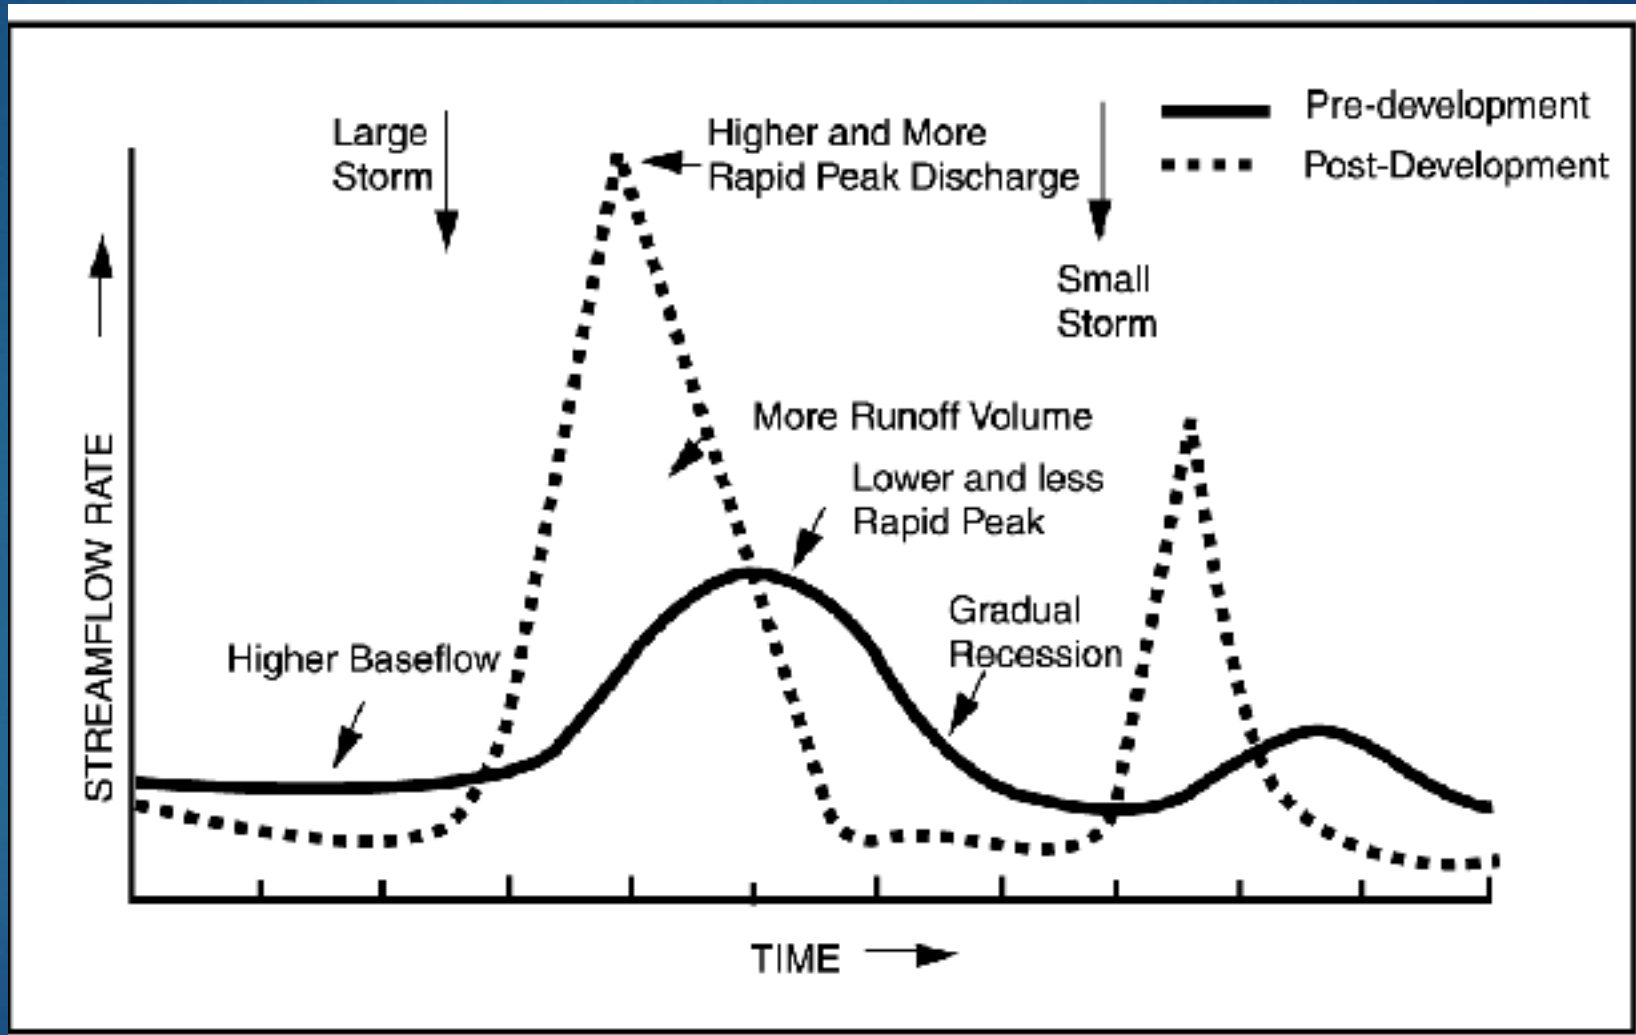 Large
Storm
Higher and More
Rapid Peak Discharge
Pre-development
Post-Development
Small
Storm
More Runoff Volume
Lower and less
Rapid Peak
Gradual
Recession
Higher Baseflow
STREAMFLOW RATE
TIME